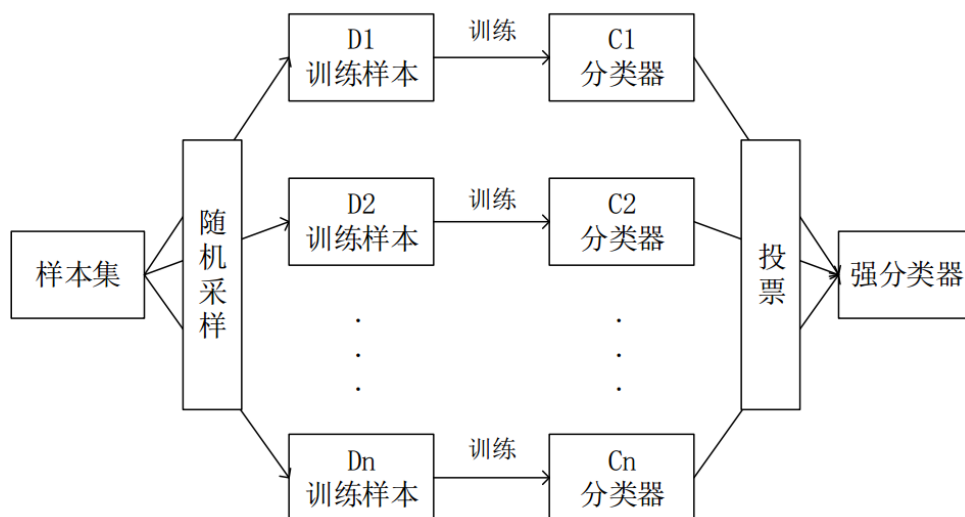 D1
训练样本
训练
C1
分类器
D2
训练样本
训练
C2
分类器
样本集
随机采样
投票
强分类器
Dn
训练样本
训练
Cn
分类器